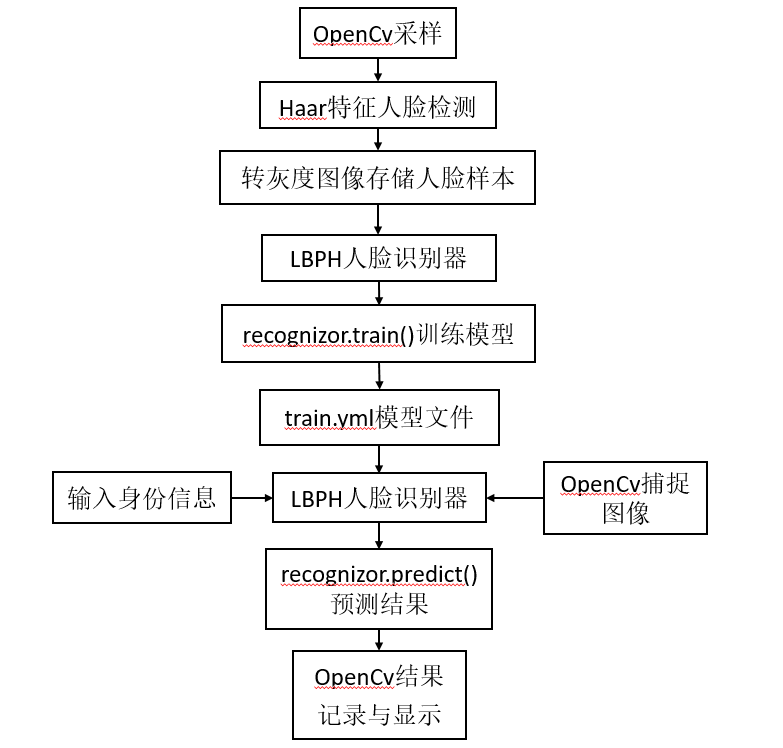 OpenCv采样
Haar特征人脸检测
转灰度图像存储人脸样本
LBPH人脸识别器
recognizor.train()训练模型
train.yml模型文件
输入身份信息
LBPH人脸识别器
OpenCv捕捉
图像
recognizor.predict()
预测结果
OpenCv结果
记录与显示